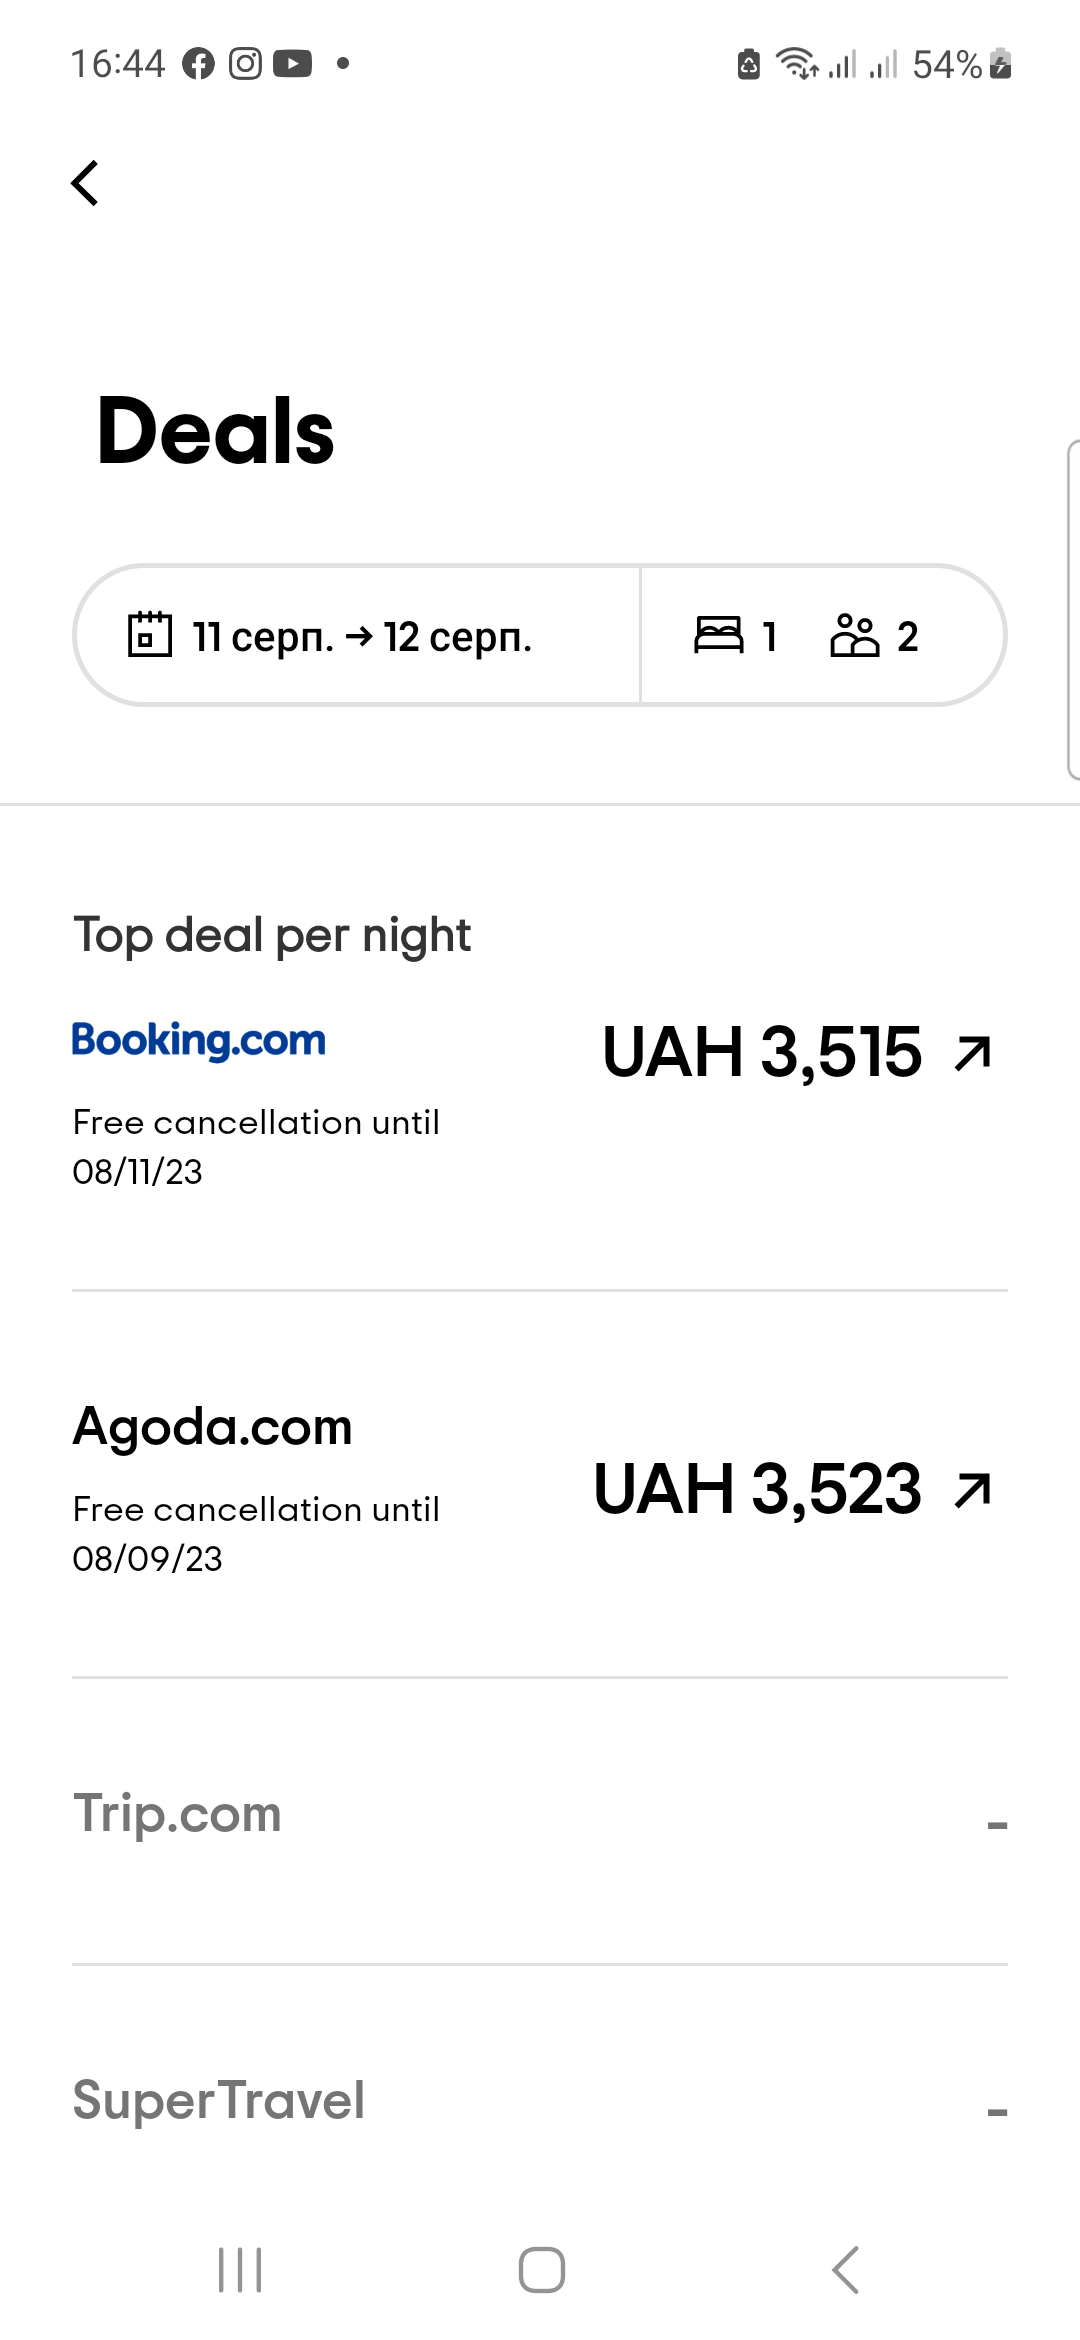 16:44 54%
Deals
11 серп. → 12 серп. 1 2
Top deal per night
Booking.com UAH 3,515
Free cancellation until
08/11/23
Agoda.com
UAH 3,523
Free cancellation until
08/09/23
Trip.com -
SuperTravel -